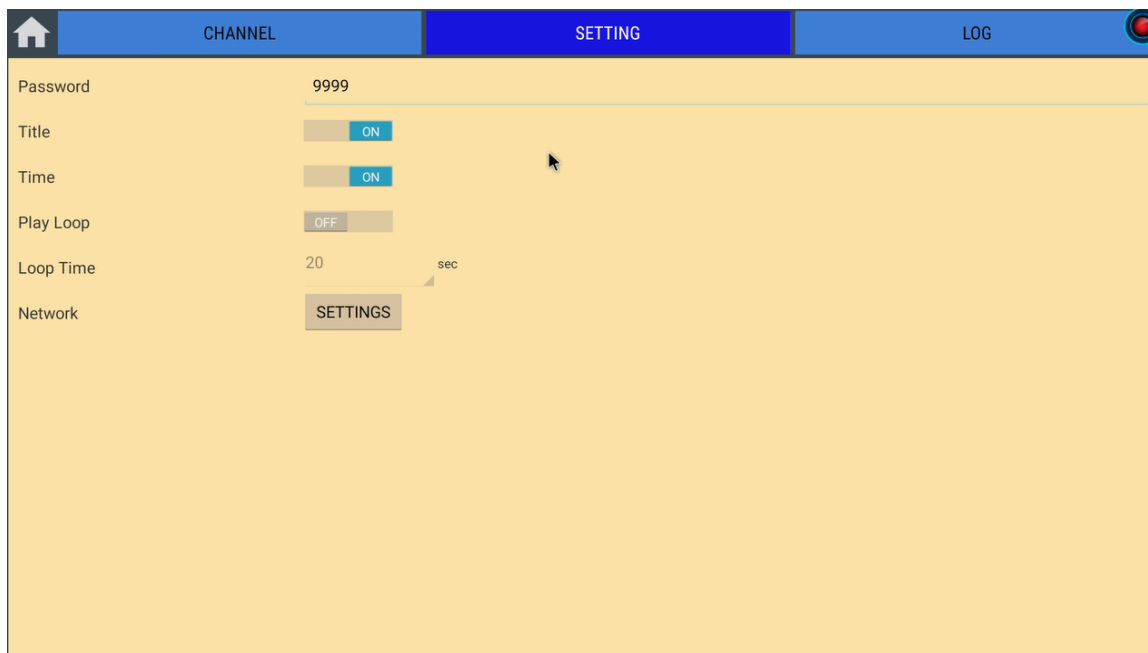 CHANNEL SETTING LOG
Password 9999
Title ON
Time ON
Play Loop OFF
Loop Time 20 sec
Network SETTINGS